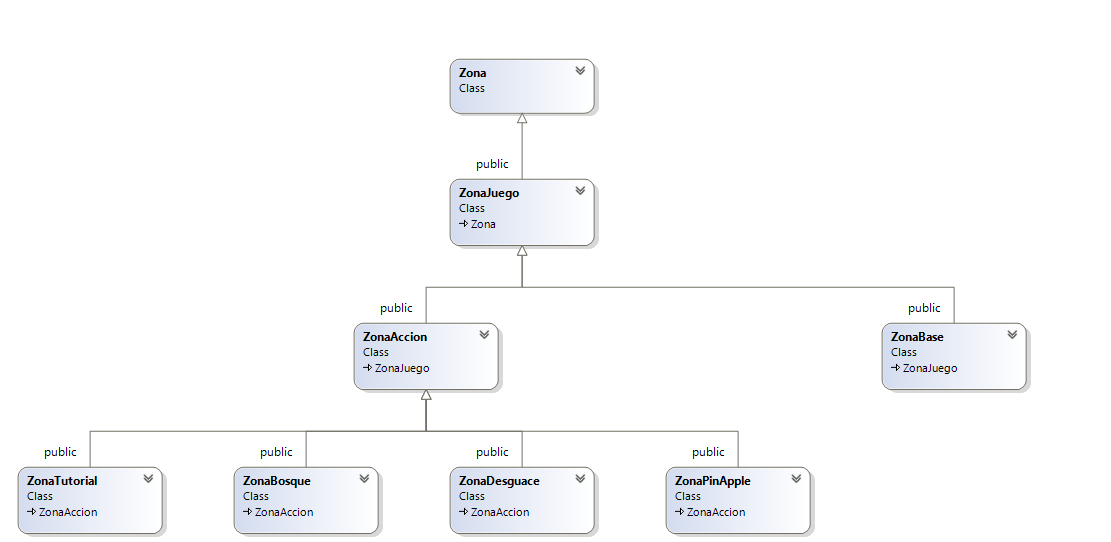 Zona
Class
public
ZonaJuego
Class
Zona
public
public
ZonaAccion
Class
ZonaJuego
ZonaBase
Class
ZonaJuego
public
public
public
public
ZonaTutorial
Class
ZonaAccion
ZonaBosque
Class
ZonaAccion
ZonaDesguace
Class
ZonaAccion
ZonaPinApple
Class
ZonaAccion